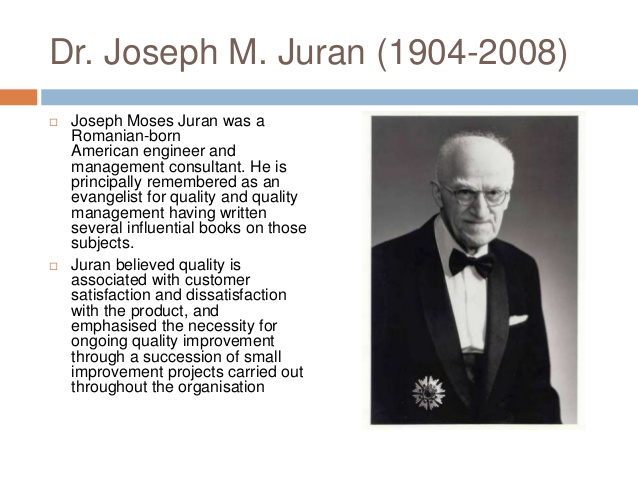 Dr. Joseph M. Juran (1904-2008)
Joseph Moses Juran was a
Romanian-born
American engineer and
management consultant. He is
principally remembered as an
evangelist for quality and quality
management having written
several influential books on those
subjects.
Juran believed quality is
associated with customer
satisfaction and dissatisfaction
with the product, and
emphasised the necessity for
ongoing quality improvement
through a succession of small
improvement projects carried out
throughout the organisation